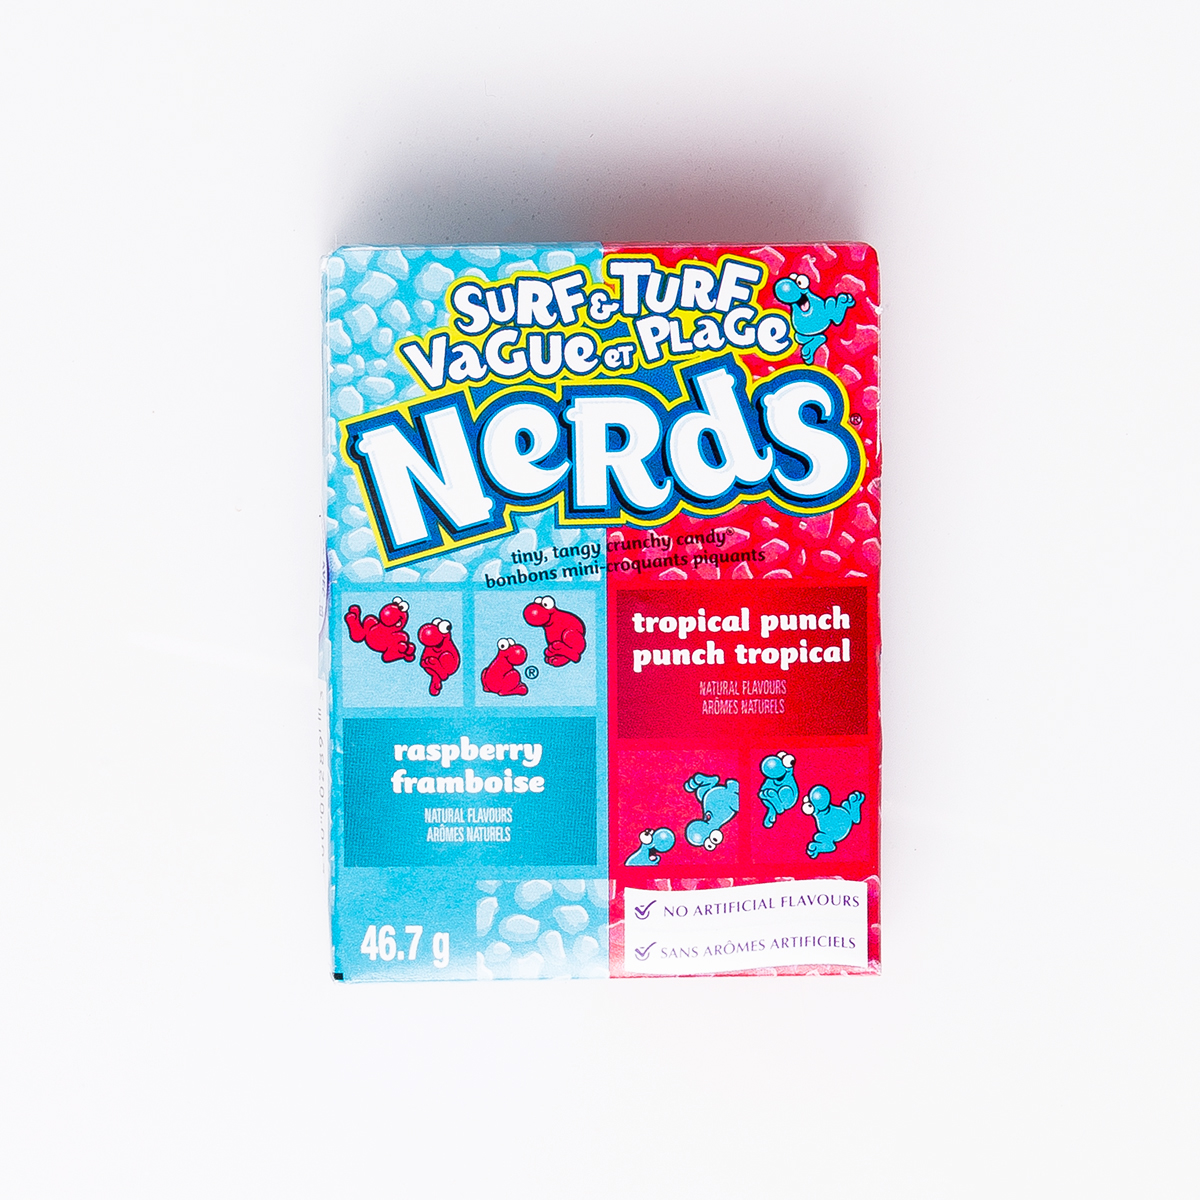 SURF & TURF
VaGUe eT PLaGe
NeRdS®
tiny, tangy crunchy candy®
bonbons mini-croquants piquants
®
tropical punch
punch tropical
NATURAL FLAVOURS
ARÔMES NATURELS
raspberry
framboise
NATURAL FLAVOURS
ARÔMES NATURELS
46.7 g
NO ARTIFICIAL FLAVOURS
SANS ARÔMES ARTIFICIELS